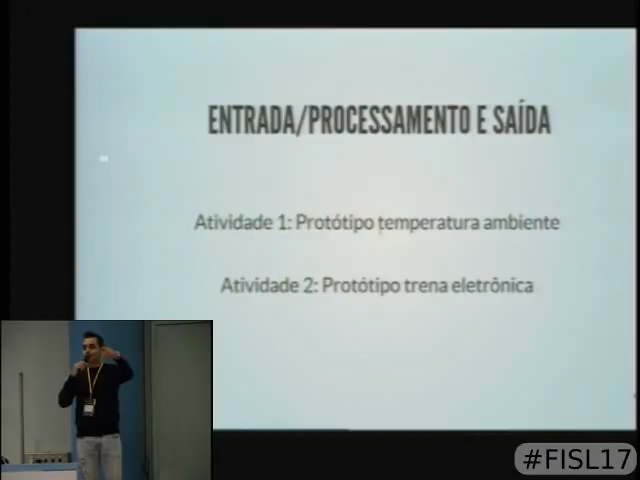 ENTRADA/PROCESSAMENTO E SAÍDA
Atividade 1: Protótipo temperatura ambiente
Atividade 2: Protótipo trena eletrônica
#FISL17